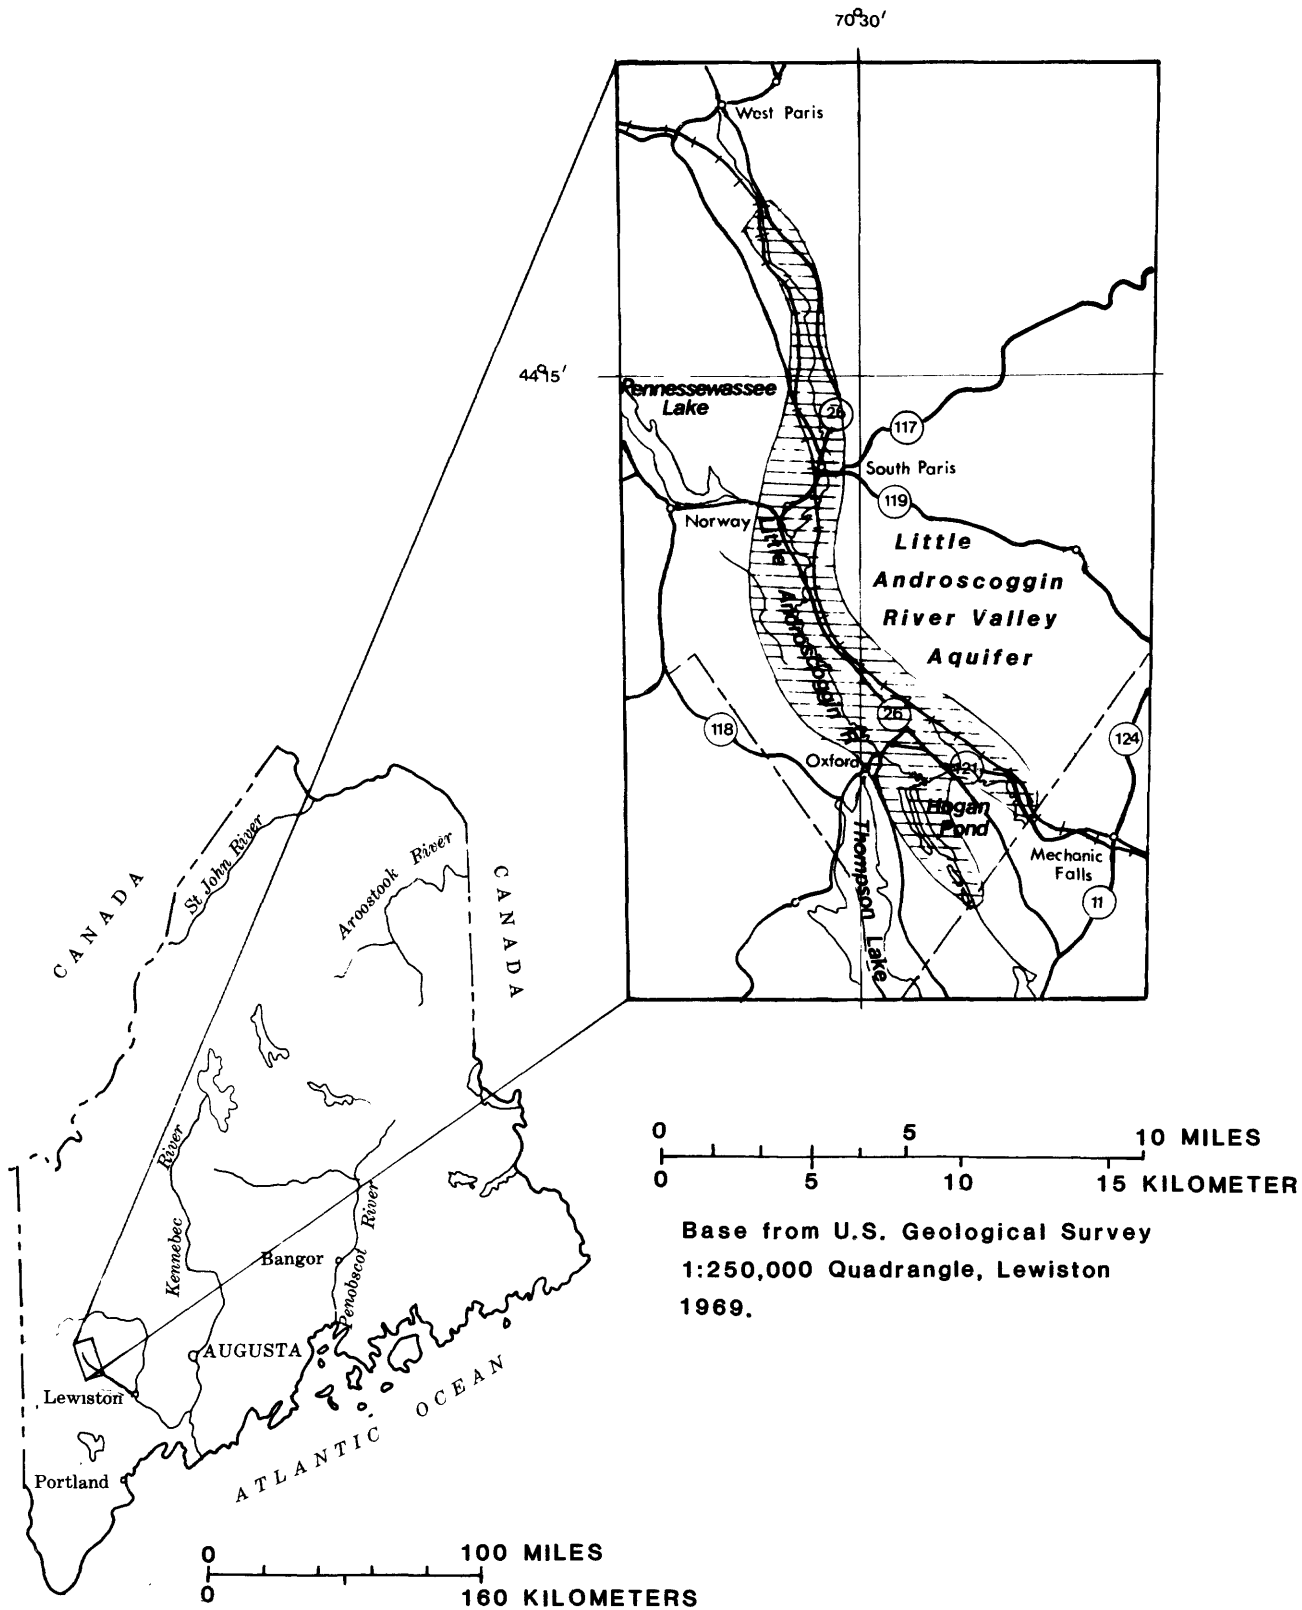 70°30'
West Paris
44°15'
Pennessewassee
Lake
26
117
South Paris
119
Norway
Little
Androscoggin
River Valley
Aquifer
Little Androscoggin
118
26
124
Oxford
121
Hogan
Pond
Mechanic
Falls
11
Thompson Lake
CANADA
St John River
Aroostook River
CANADA
Kennebec River
Penobscot River
Bangor
AUGUSTA
Lewiston
Portland
ATLANTIC OCEAN
0 5 10 MILES
0 5 10 15 KILOMETER
Base from U.S. Geological Survey
1:250,000 Quadrangle, Lewiston
1969.
0 100 MILES
0 160 KILOMETERS